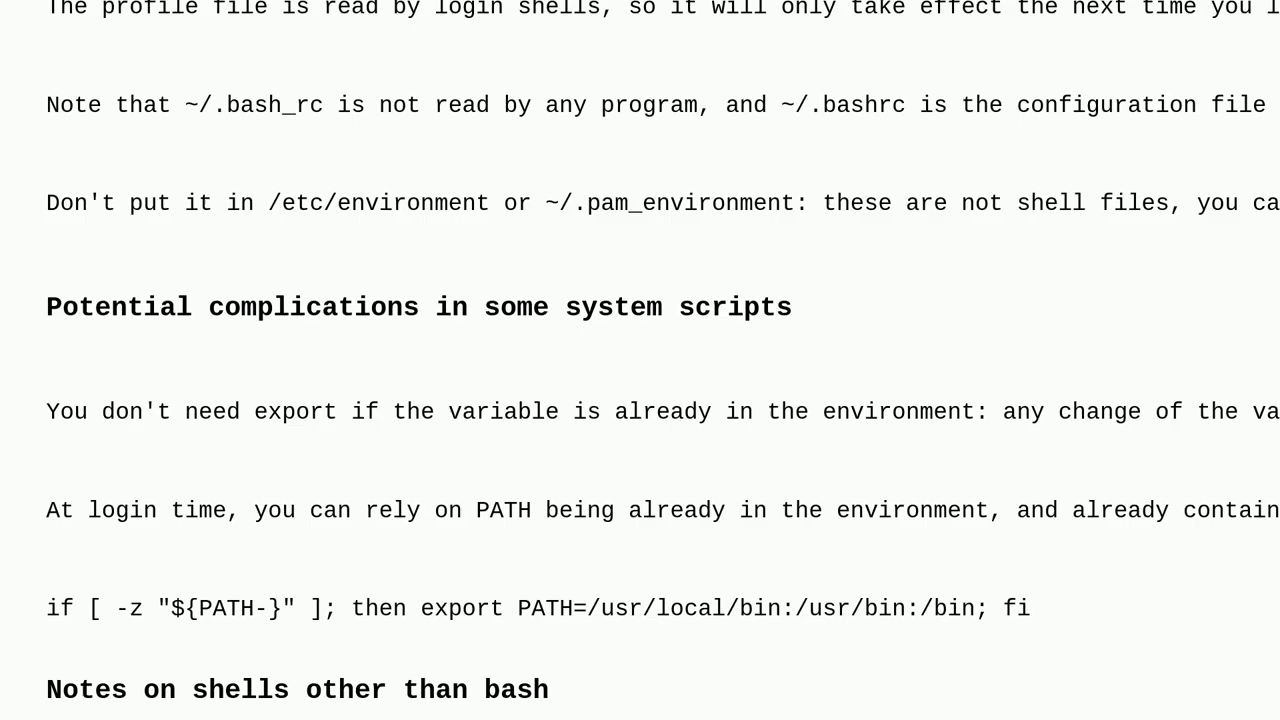 The profile file is read by login shells, so it will only take effect the next time you l
Note that ~/.bash_rc is not read by any program, and ~/.bashrc is the configuration file
Don't put it in /etc/environment or ~/.pam_environment: these are not shell files, you ca
Potential complications in some system scripts
You don't need export if the variable is already in the environment: any change of the va
At login time, you can rely on PATH being already in the environment, and already contain
if [ -z "${PATH-}" ]; then export PATH=/usr/local/bin:/usr/bin:/bin; fi
Notes on shells other than bash